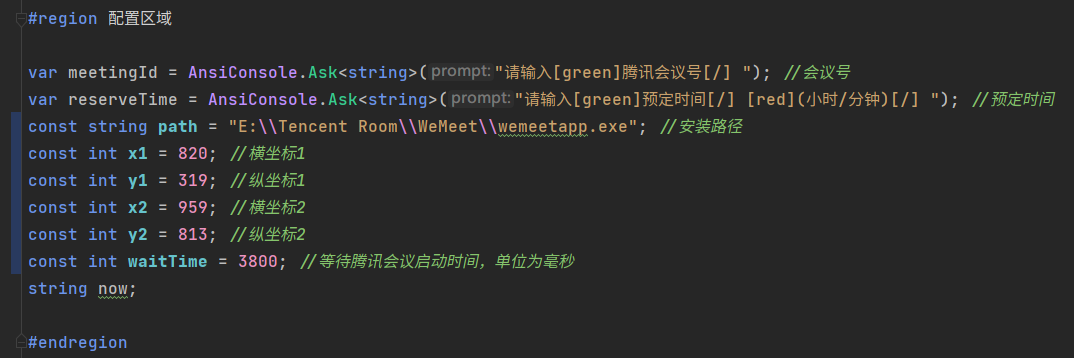 #region 配置区域
var meetingId = AnsiConsole.Ask<string>(prompt:"请输入[green]腾讯会议号[/] "); //会议号
var reserveTime = AnsiConsole.Ask<string>(prompt:"请输入[green]预定时间[/] [red](小时/分钟)[/] "); //预定时间
const string path = "E:\\Tencent Room\\WeMeet\\wemeetapp.exe"; //安装路径
const int x1 = 820; //横坐标1
const int y1 = 319; //纵坐标1
const int x2 = 959; //横坐标2
const int y2 = 813; //纵坐标2
const int waitTime = 3800; //等待腾讯会议启动时间，单位为毫秒
string now;
#endregion